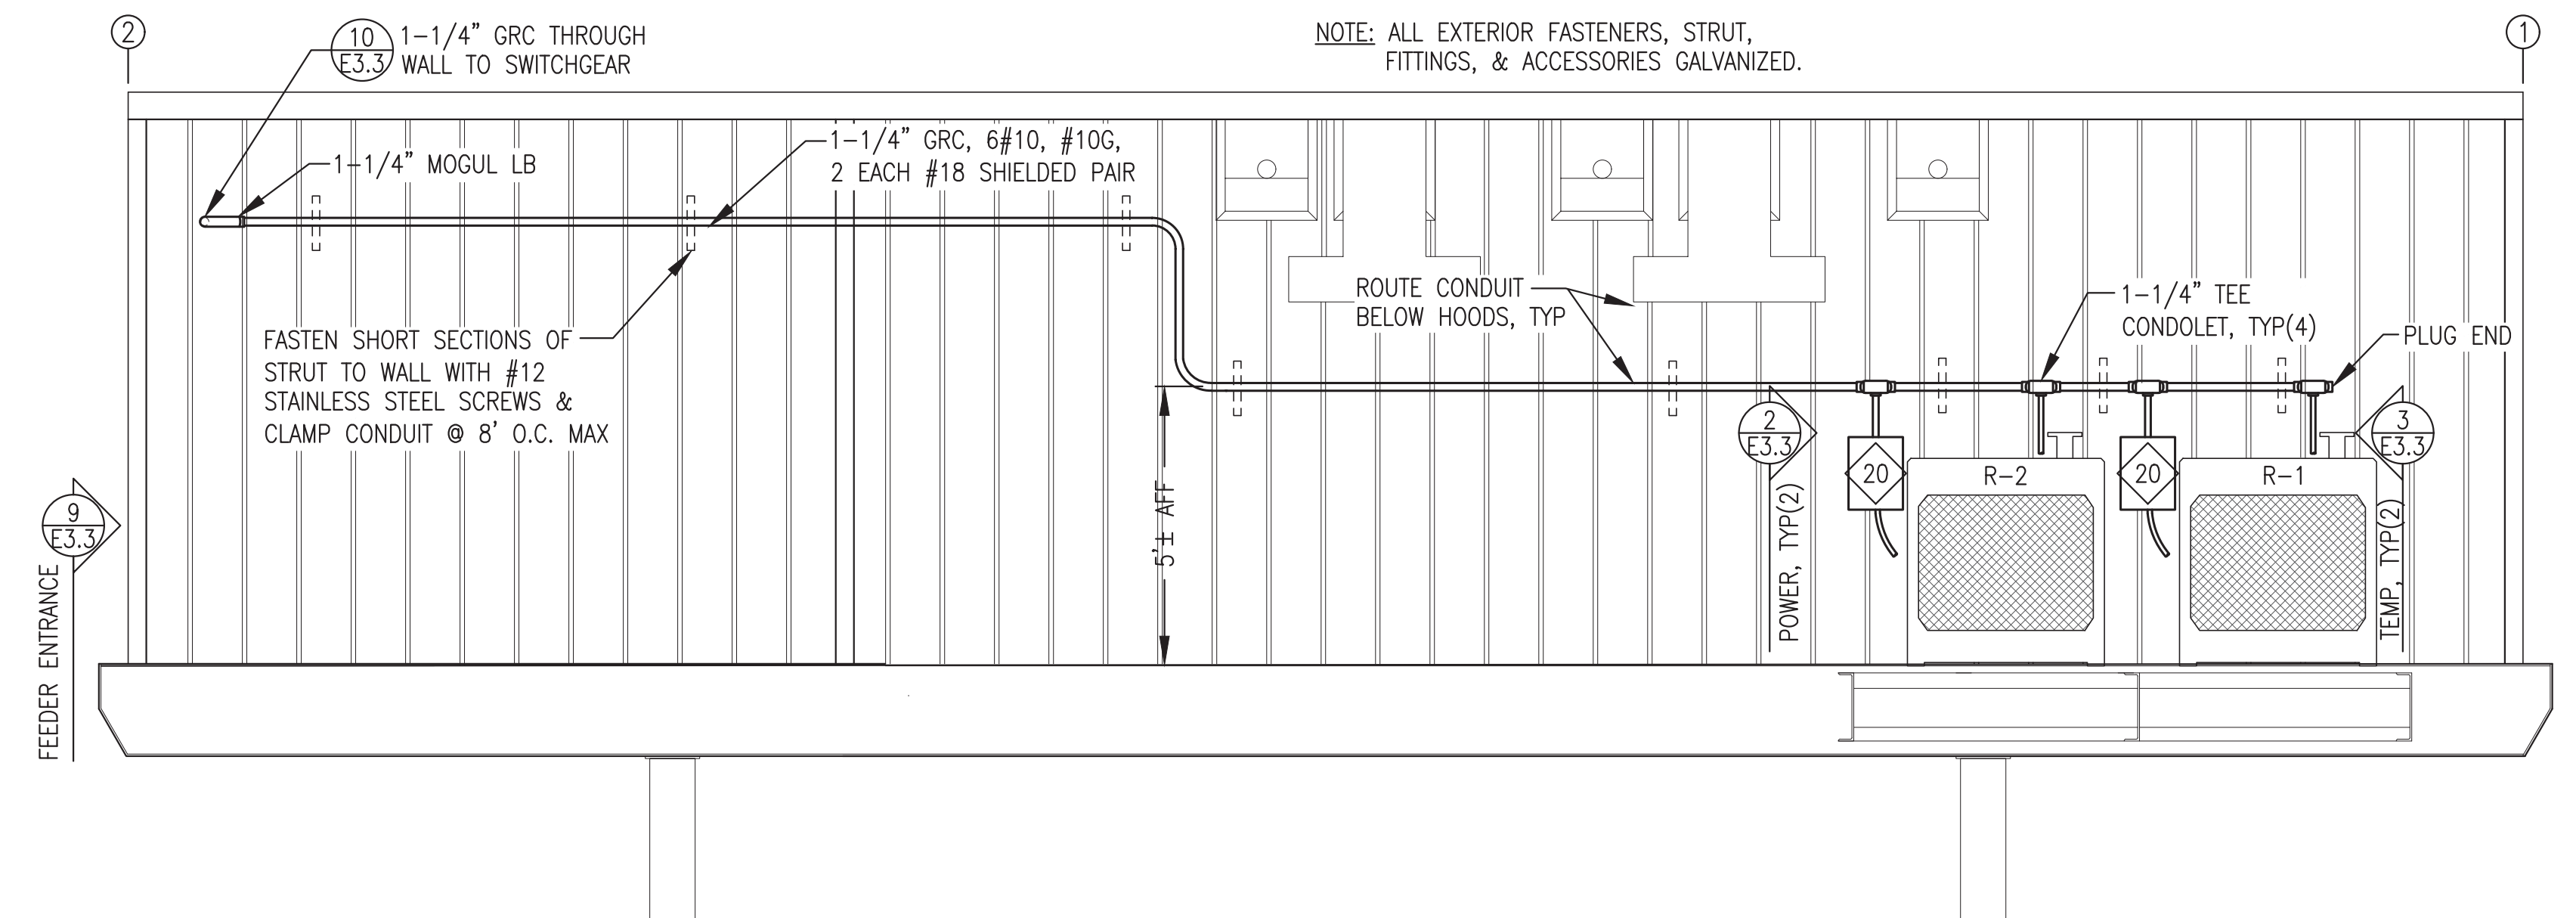 2
10
E3.3
1-1/4" GRC THROUGH
WALL TO SWITCHGEAR
NOTE: ALL EXTERIOR FASTENERS, STRUT,
FITTINGS, & ACCESSORIES GALVANIZED.
1
1-1/4" MOGUL LB
1-1/4" GRC, 6#10, #10G,
2 EACH #18 SHIELDED PAIR
FASTEN SHORT SECTIONS OF
STRUT TO WALL WITH #12
STAINLESS STEEL SCREWS &
CLAMP CONDUIT @ 8' O.C. MAX
ROUTE CONDUIT
BELOW HOODS, TYP
1-1/4" TEE
CONDOLET, TYP(4)
PLUG END
9
E3.3
FEEDER ENTRANCE
5'± AFF
2
E3.3
POWER, TYP(2)
20
R-2
20
R-1
3
E3.3
TEMP, TYP(2)